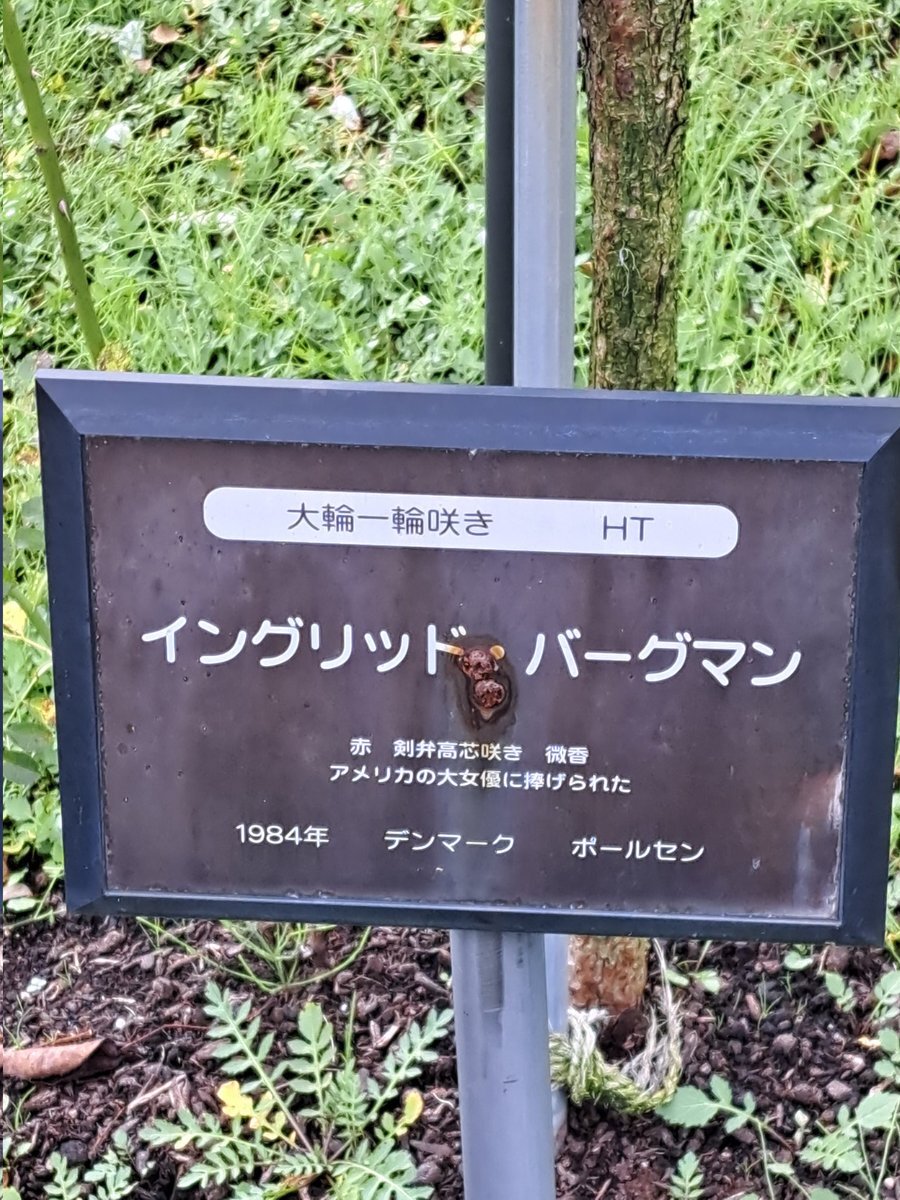 大輪一輪咲き HT
イングリッド・バーグマン
赤 剣弁高芯咲き 微香
アメリカの大女優に捧げられた
1984年 デンマーク ポールセン